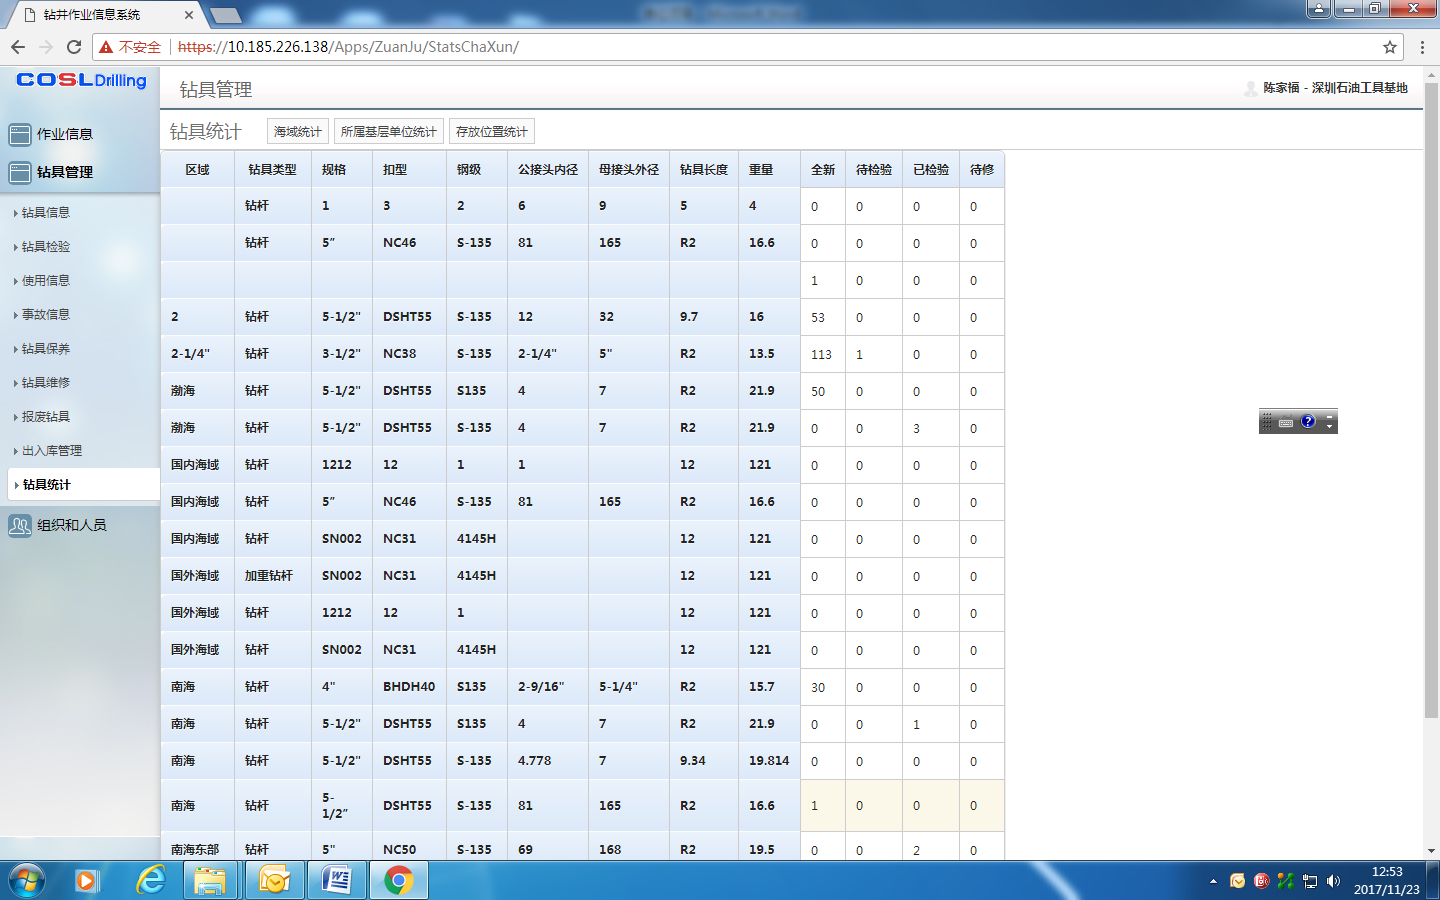 钻井作业信息系统
不安全 https://10.185.226.138/Apps/ZuanJu/StatsChaXun/
COSL Drilling
钻具管理
陈家福 - 深圳石油工具基地
作业信息
钻具管理
钻具信息
钻具检验
使用信息
事故信息
钻具保养
钻具维修
报废钻具
出入库管理
钻具统计
组织和人员
钻具统计 海域统计 所属基层单位统计 存放位置统计
区域 钻具类型 规格 扣型 钢级 公接头内径 母接头外径 钻具长度 重量 全新 待检验 已检验 待修
钻杆 1 3 2 6 9 5 4 0 0 0 0
钻杆 5” NC46 S-135 81 165 R2 16.6 0 0 0 0
1 0 0 0
2 钻杆 5-1/2" DSHT55 S-135 12 32 9.7 16 53 0 0 0
2-1/4" 钻杆 3-1/2" NC38 S-135 2-1/4" 5" R2 13.5 113 1 0 0
渤海 钻杆 5-1/2" DSHT55 S135 4 7 R2 21.9 50 0 0 0
渤海 钻杆 5-1/2" DSHT55 S-135 4 7 R2 21.9 0 0 3 0
国内海域 钻杆 1212 12 1 1 12 121 0 0 0 0
国内海域 钻杆 5” NC46 S-135 81 165 R2 16.6 0 0 0 0
国内海域 钻杆 SN002 NC31 4145H 12 121 0 0 0 0
国外海域 加重钻杆 SN002 NC31 4145H 12 121 0 0 0 0
国外海域 钻杆 1212 12 1 12 121 0 0 0 0
国外海域 钻杆 SN002 NC31 4145H 12 121 0 0 0 0
南海 钻杆 4" BHDH40 S135 2-9/16" 5-1/4" R2 15.7 30 0 0 0
南海 钻杆 5-1/2" DSHT55 S135 4 7 R2 21.9 0 0 1 0
南海 钻杆 5-1/2" DSHT55 S-135 4.778 7 9.34 19.814 0 0 0 0
南海 钻杆 5-1/2” DSHT55 S-135 81 165 R2 16.6 1 0 0 0
南海东部 钻杆 5" NC50 S-135 69 168 R2 19.5 0 0 2 0
12:53
2017/11/23